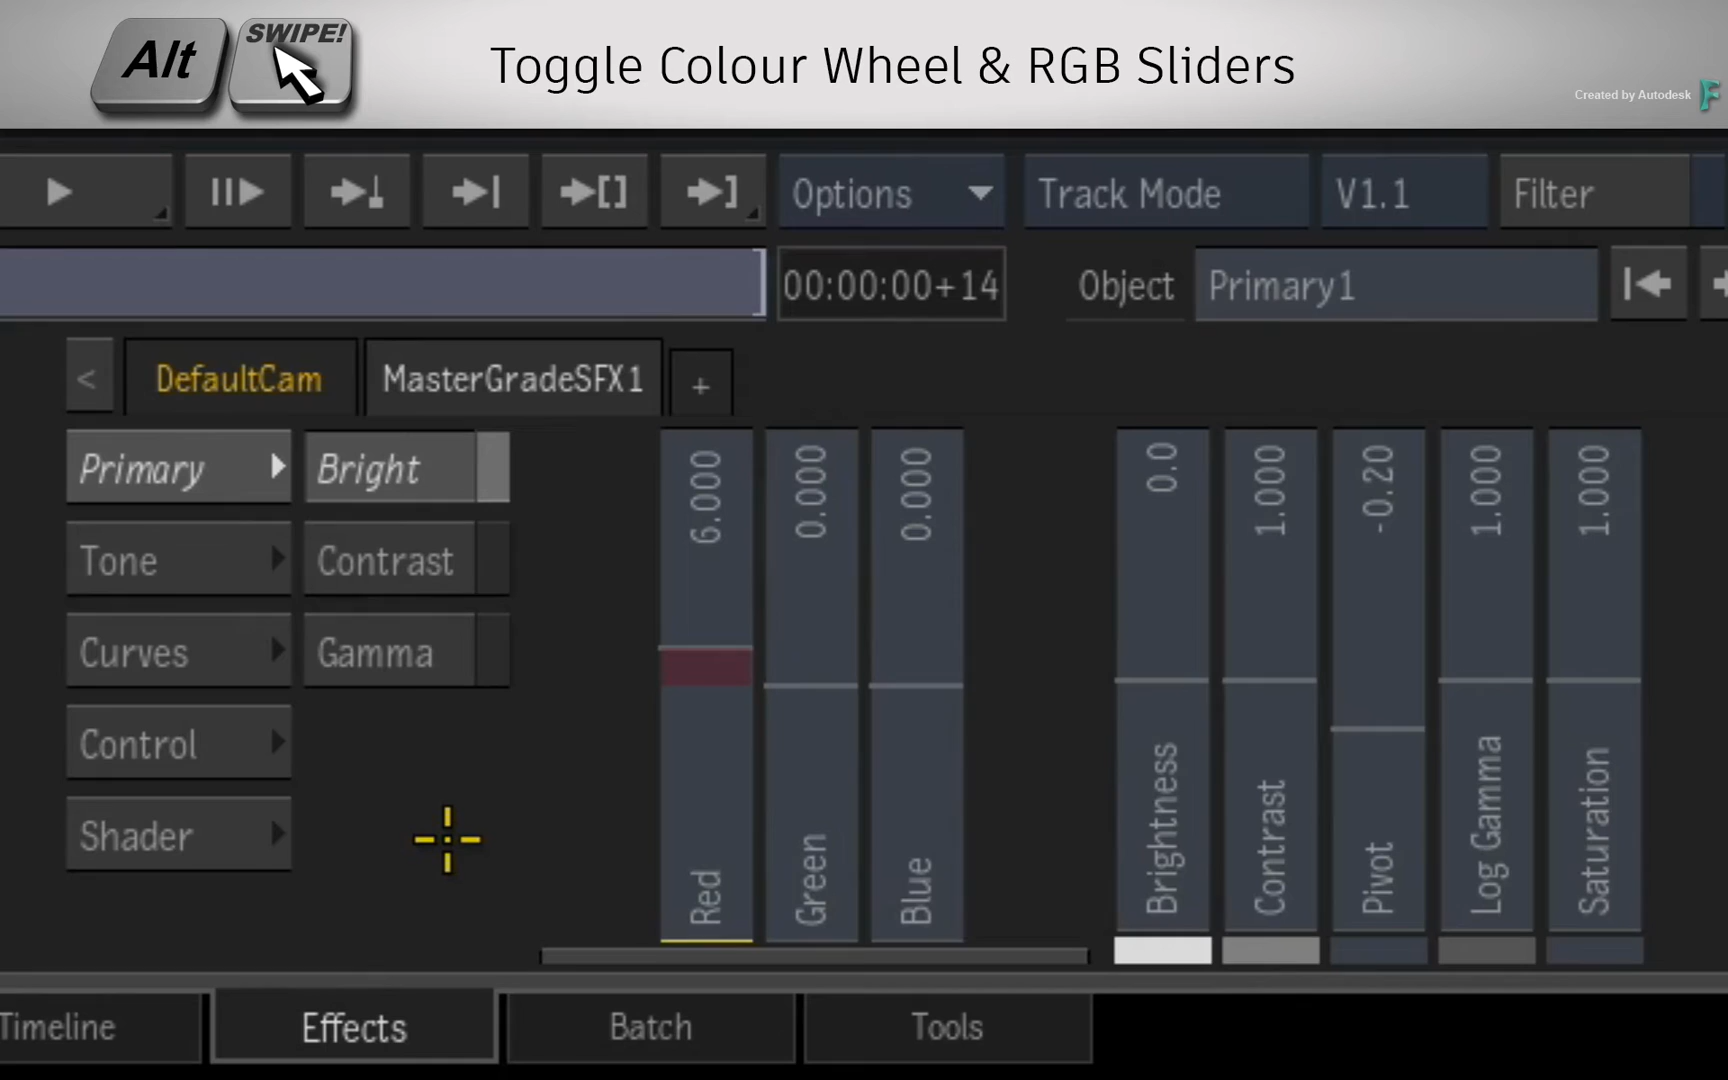 Alt
SWIPE!
Toggle Colour Wheel & RGB Sliders
Created by Autodesk
Options
Track Mode
V1.1
Filter
00:00:00+14
Object
Primary1
<
DefaultCam
MasterGradeSFX1
+
Primary
Bright
Tone
Contrast
Curves
Gamma
Control
Shader
6.000
0.000
0.000
0.0
1.000
-0.20
1.000
1.000
Red
Green
Blue
Brightness
Contrast
Pivot
Log Gamma
Saturation
Timeline
Effects
Batch
Tools